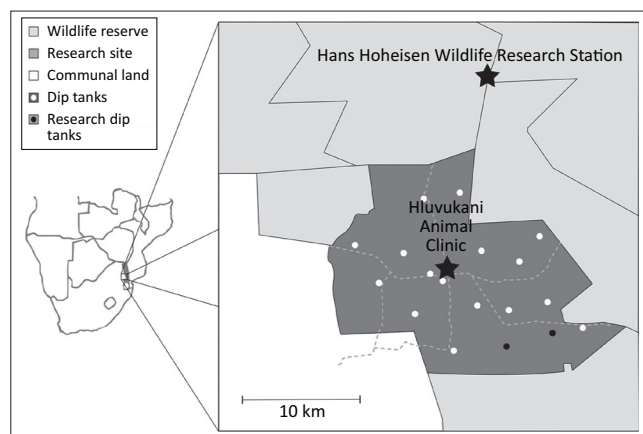 Wildlife reserve
Research site
Communal land
Dip tanks
Research dip
tanks
Hans Hoheisen Wildlife Research Station
Hluvukani
Animal
Clinic
10 km